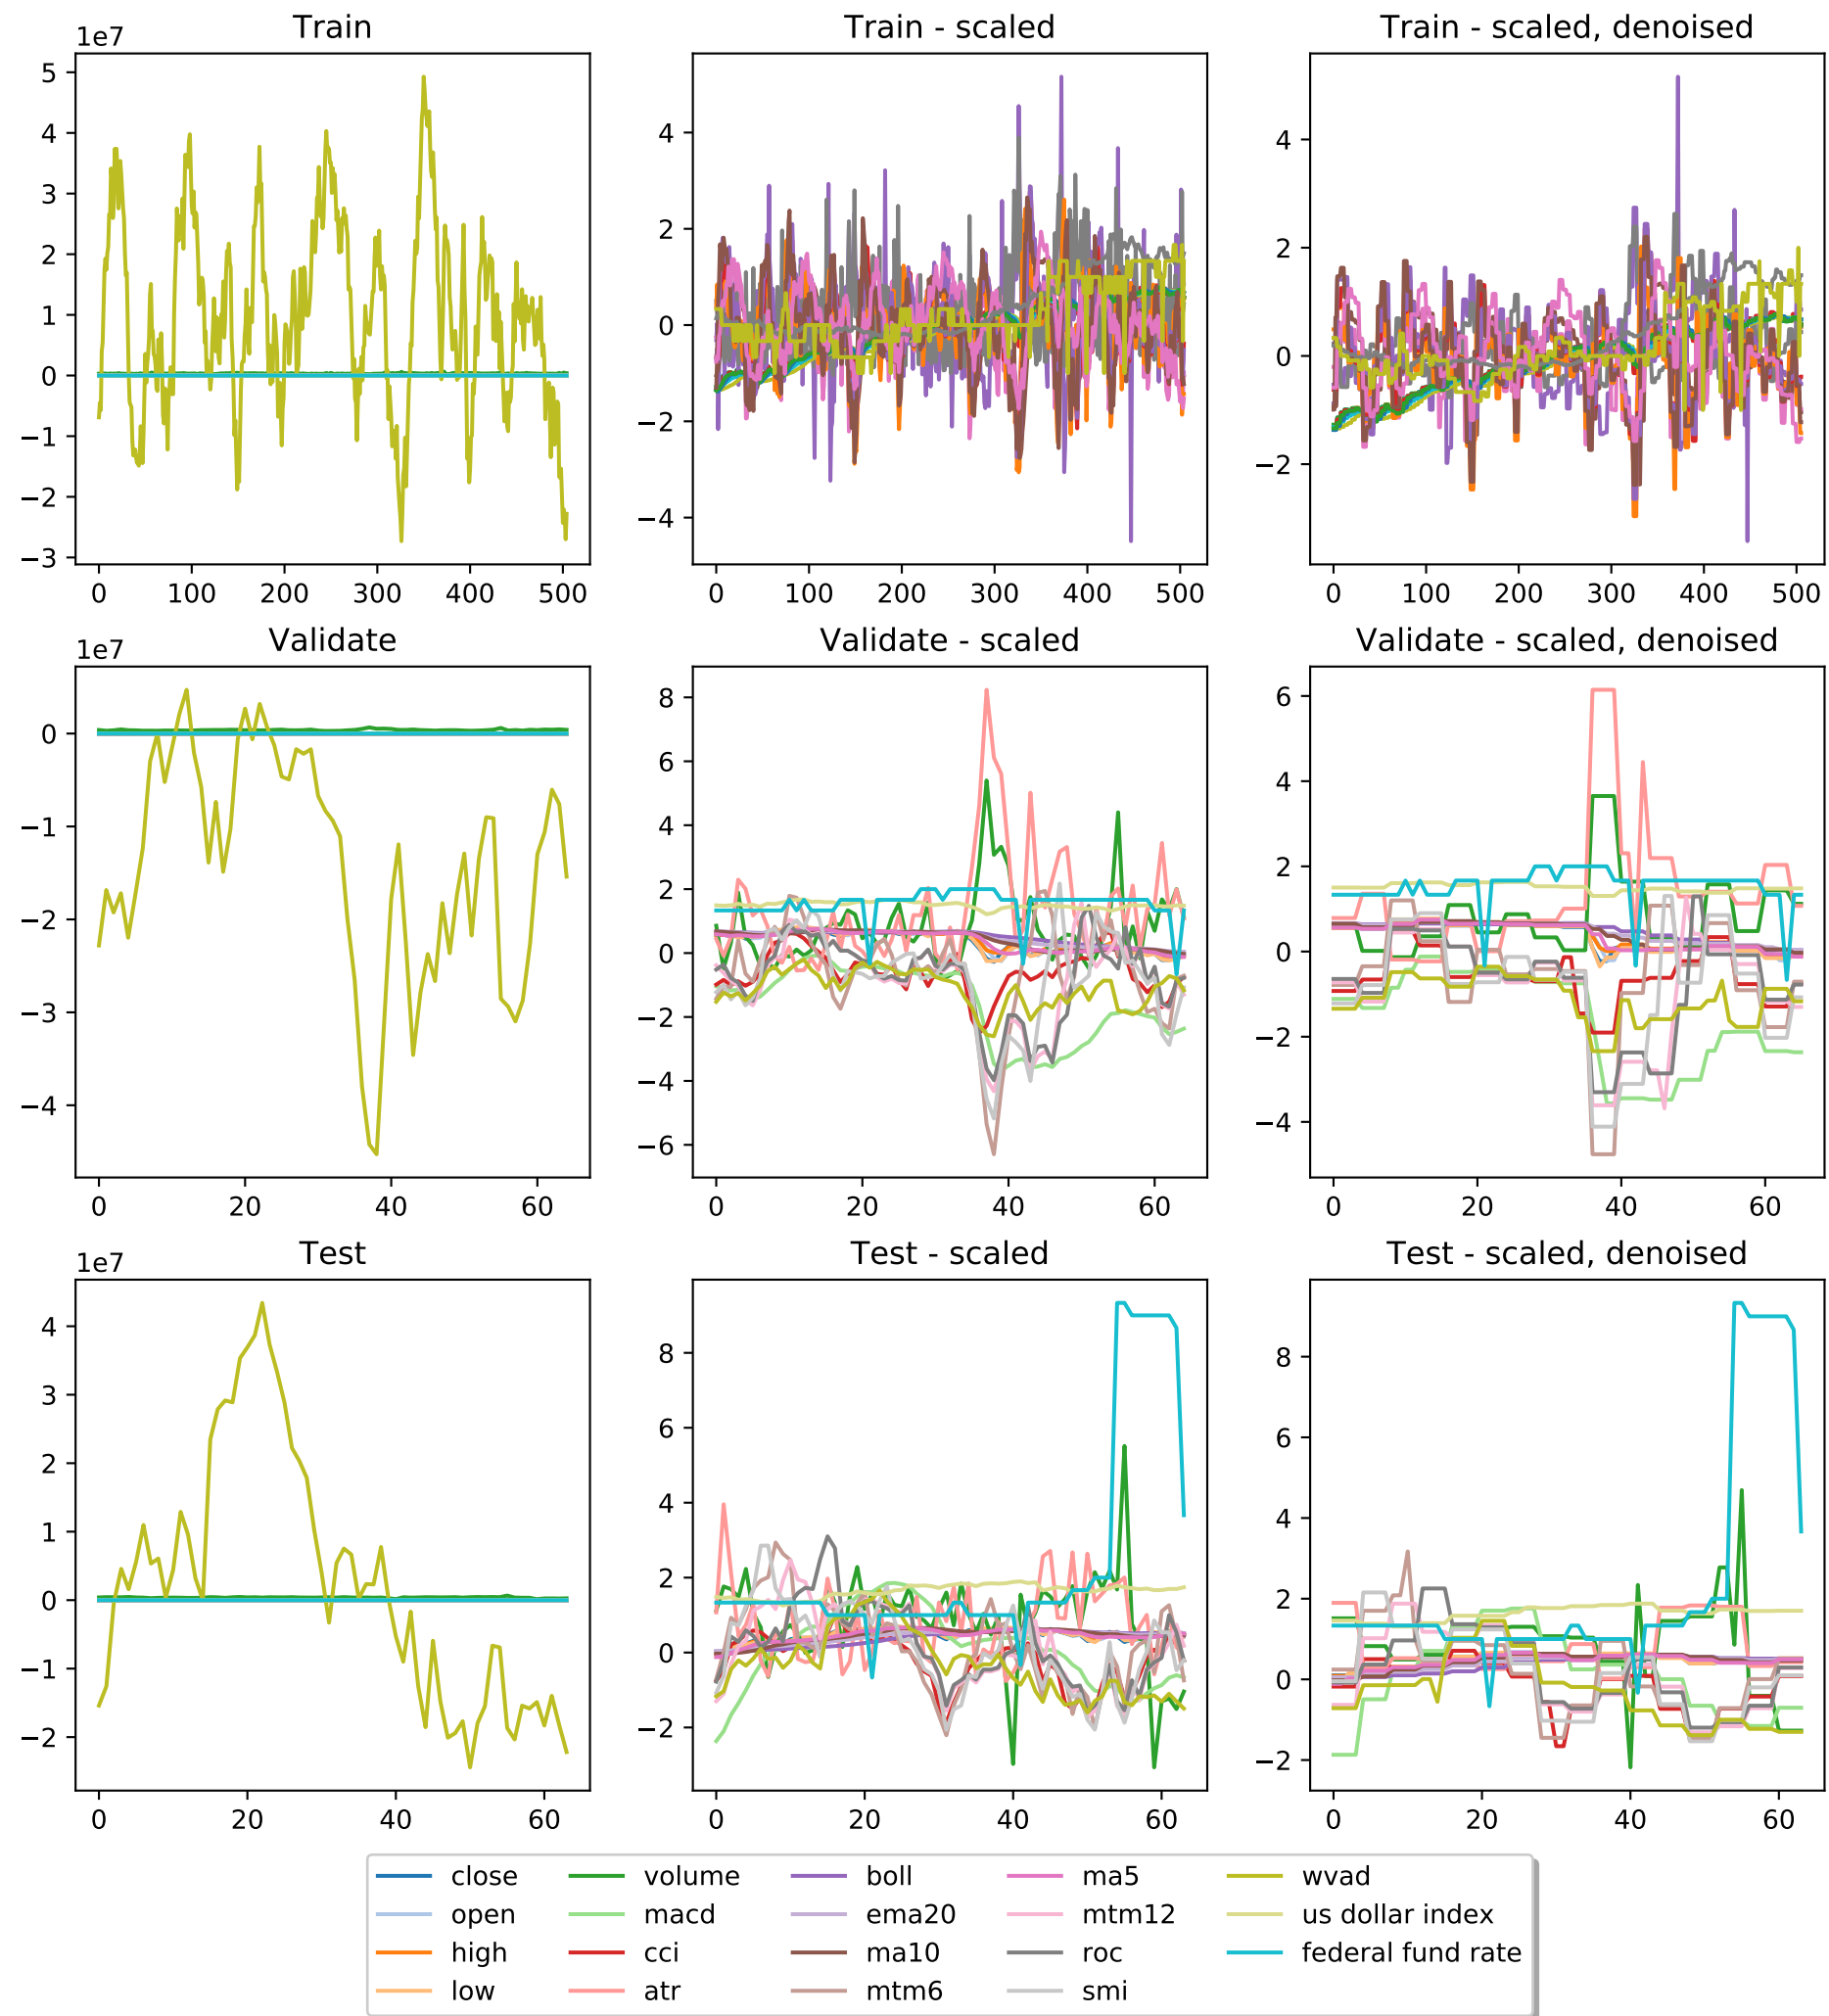 Train
Train - scaled
Train - scaled, denoised
1e7
5
4
3
2
1
0
−1
−2
−3
0 100 200 300 400 500
4
2
0
−2
−4
0 100 200 300 400 500
4
2
0
−2
0 100 200 300 400 500
Validate
Validate - scaled
Validate - scaled, denoised
1e7
0
−1
−2
−3
−4
0 20 40 60
8
6
4
2
0
−2
−4
−6
0 20 40 60
6
4
2
0
−2
−4
0 20 40 60
Test
Test - scaled
Test - scaled, denoised
1e7
4
3
2
1
0
−1
−2
0 20 40 60
8
6
4
2
0
−2
0 20 40 60
8
6
4
2
0
−2
0 20 40 60
close
open
high
low
volume
macd
cci
atr
boll
ema20
ma10
mtm6
ma5
mtm12
roc
smi
wvad
us dollar index
federal fund rate